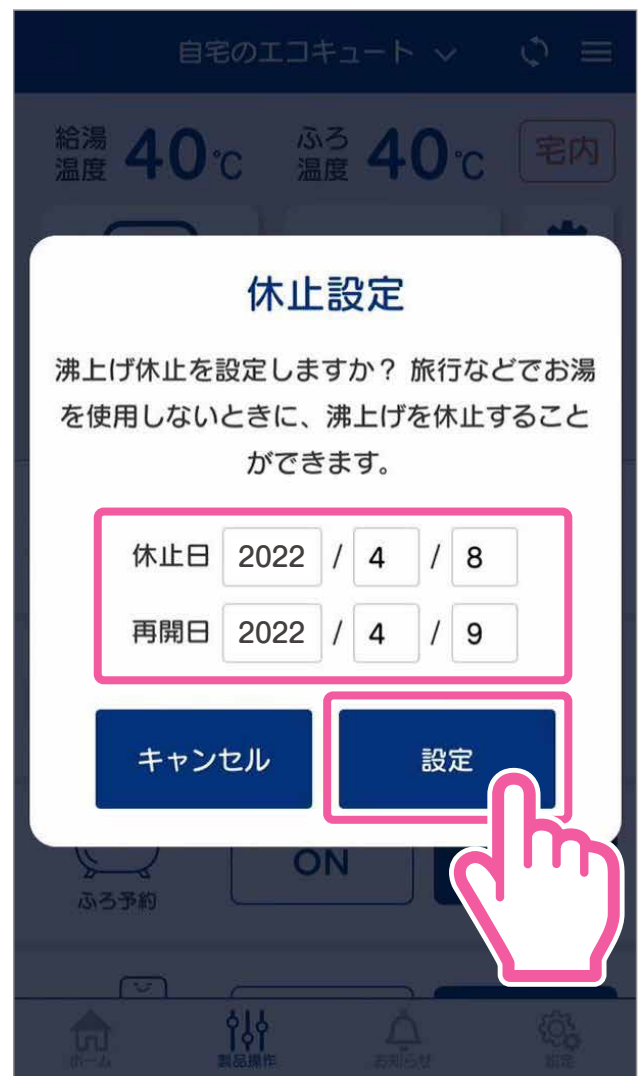 自宅のエコキュート
給湯温度 40℃ ふろ温度 40℃ 宅内
休止設定
沸上げ休止を設定しますか？ 旅行などでお湯
を使用しないときに、沸上げを休止すること
ができます。
休止日 2022 / 4 / 8
再開日 2022 / 4 / 9
キャンセル 設定
ON
ふろ予約
ホーム 製品操作 お知らせ 設定